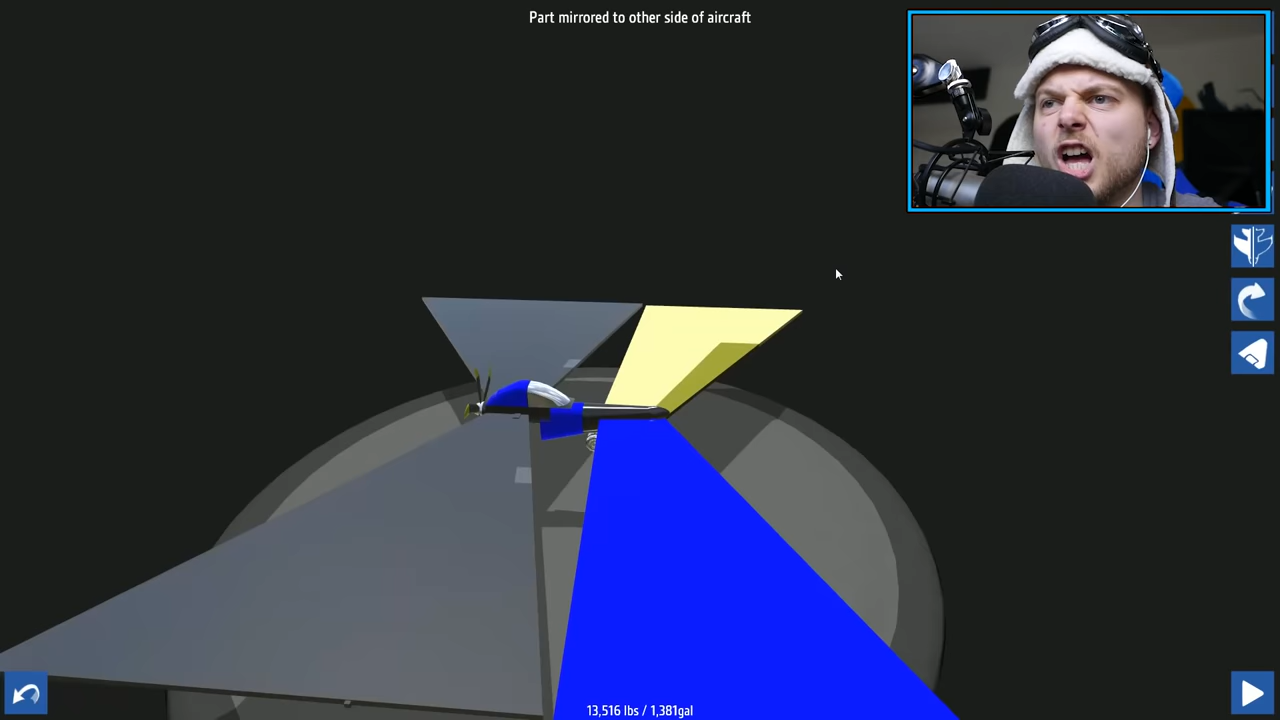 Part mirrored to other side of aircraft
13,516 lbs / 1,381gal